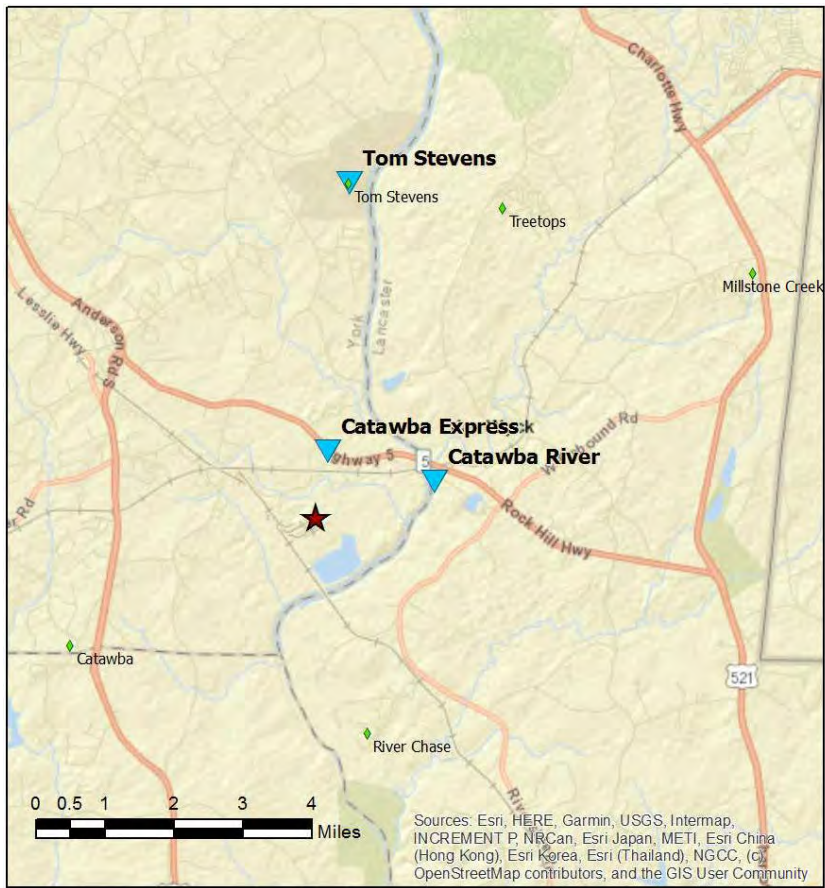 Charlotte Hwy
Tom Stevens
Tom Stevens
Treetops
Millstone Creek
York
Lancaster
Lesslie Hwy
Anderson Rd S
Catawba Express
5
Catawba River
Rock Hill Hwy
Catawba
521
River Chase
0 0.5 1 2 3 4
Miles
Sources: Esri, HERE, Garmin, USGS, Intermap,
INCREMENT P, NRCan, Esri Japan, METI, Esri China
(Hong Kong), Esri Korea, Esri (Thailand), NGCC, (c)
OpenStreetMap contributors, and the GIS User Community